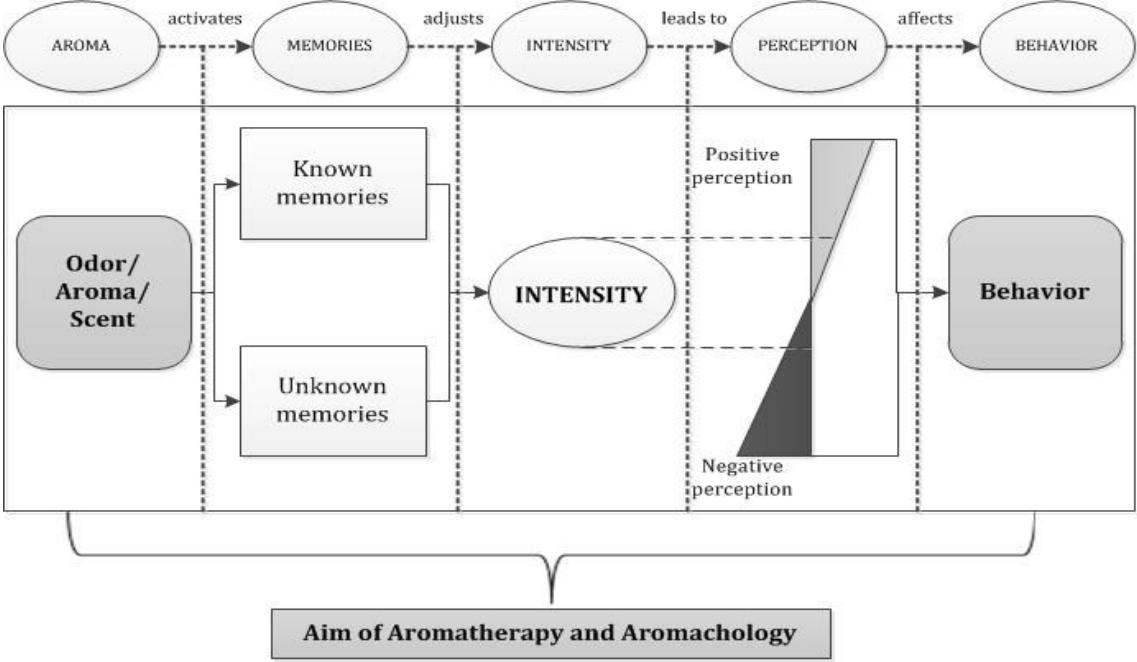 activates
adjusts
leads to
affects
AROMA
MEMORIES
INTENSITY
PERCEPTION
BEHAVIOR
Known
memories
Positive
perception
Odor/
Aroma/
Scent
INTENSITY
Behavior
Unknown
memories
Negative
perception
Aim of Aromatherapy and Aromachology